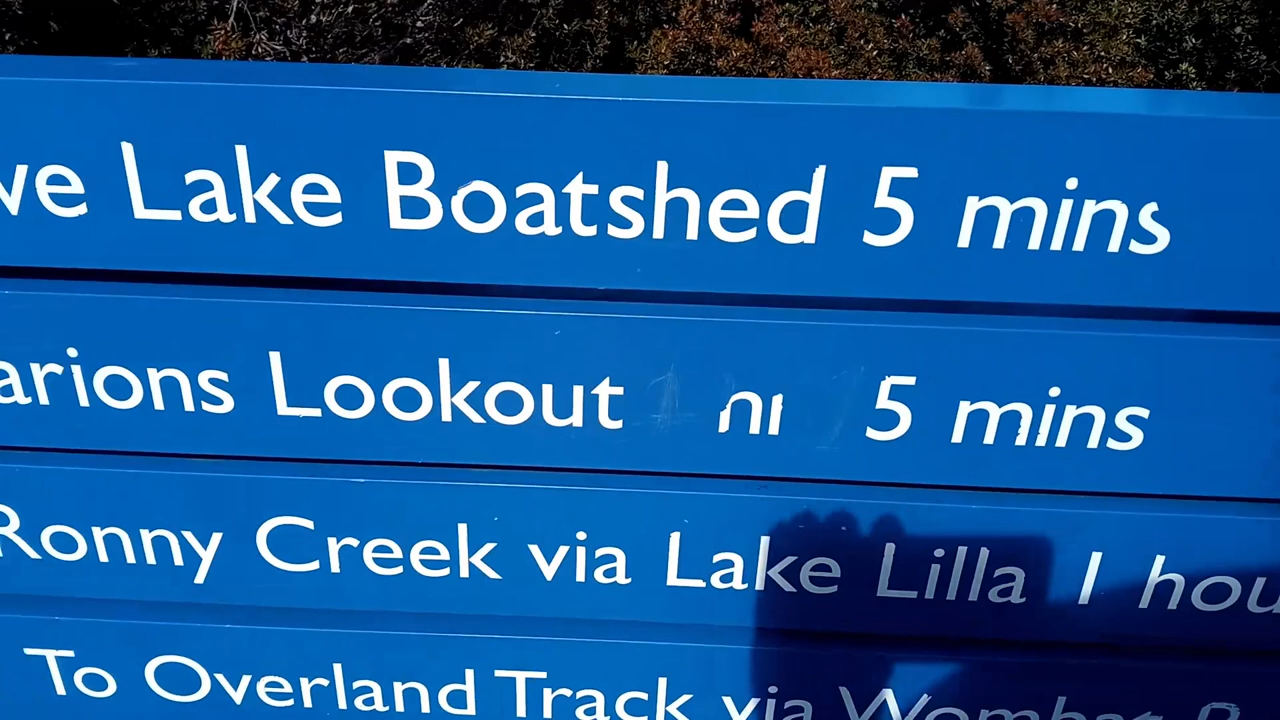 ve Lake Boatshed 5 mins
arions Lookout ni 5 mins
Ronny Creek via Lake Lilla 1 hou
To Overland Track via Womba